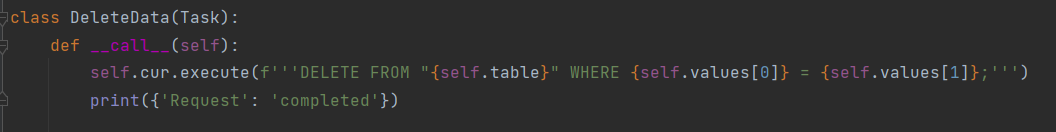 class DeleteData(Task):
    def __call__(self):
        self.cur.execute(f'''DELETE FROM "{self.table}" WHERE {self.values[0]} = {self.values[1]};''')
        print({'Request': 'completed'})